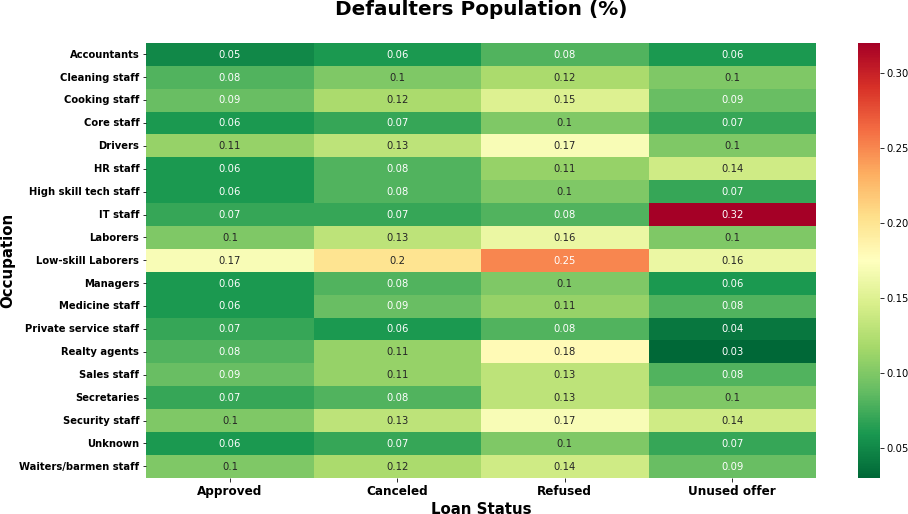 Defaulters Population (%)
Occupation
Accountants 0.05 0.06 0.08 0.06
Cleaning staff 0.08 0.1 0.12 0.1
Cooking staff 0.09 0.12 0.15 0.09
Core staff 0.06 0.07 0.1 0.07
Drivers 0.11 0.13 0.17 0.1
HR staff 0.06 0.08 0.11 0.14
High skill tech staff 0.06 0.08 0.1 0.07
IT staff 0.07 0.07 0.08 0.32
Laborers 0.1 0.13 0.16 0.1
Low-skill Laborers 0.17 0.2 0.25 0.16
Managers 0.06 0.08 0.1 0.06
Medicine staff 0.06 0.09 0.11 0.08
Private service staff 0.07 0.06 0.08 0.04
Realty agents 0.08 0.11 0.18 0.03
Sales staff 0.09 0.11 0.13 0.08
Secretaries 0.07 0.08 0.13 0.1
Security staff 0.1 0.13 0.17 0.14
Unknown 0.06 0.07 0.1 0.07
Waiters/barmen staff 0.1 0.12 0.14 0.09
Approved Canceled Refused Unused offer
Loan Status
0.30
0.25
0.20
0.15
0.10
0.05